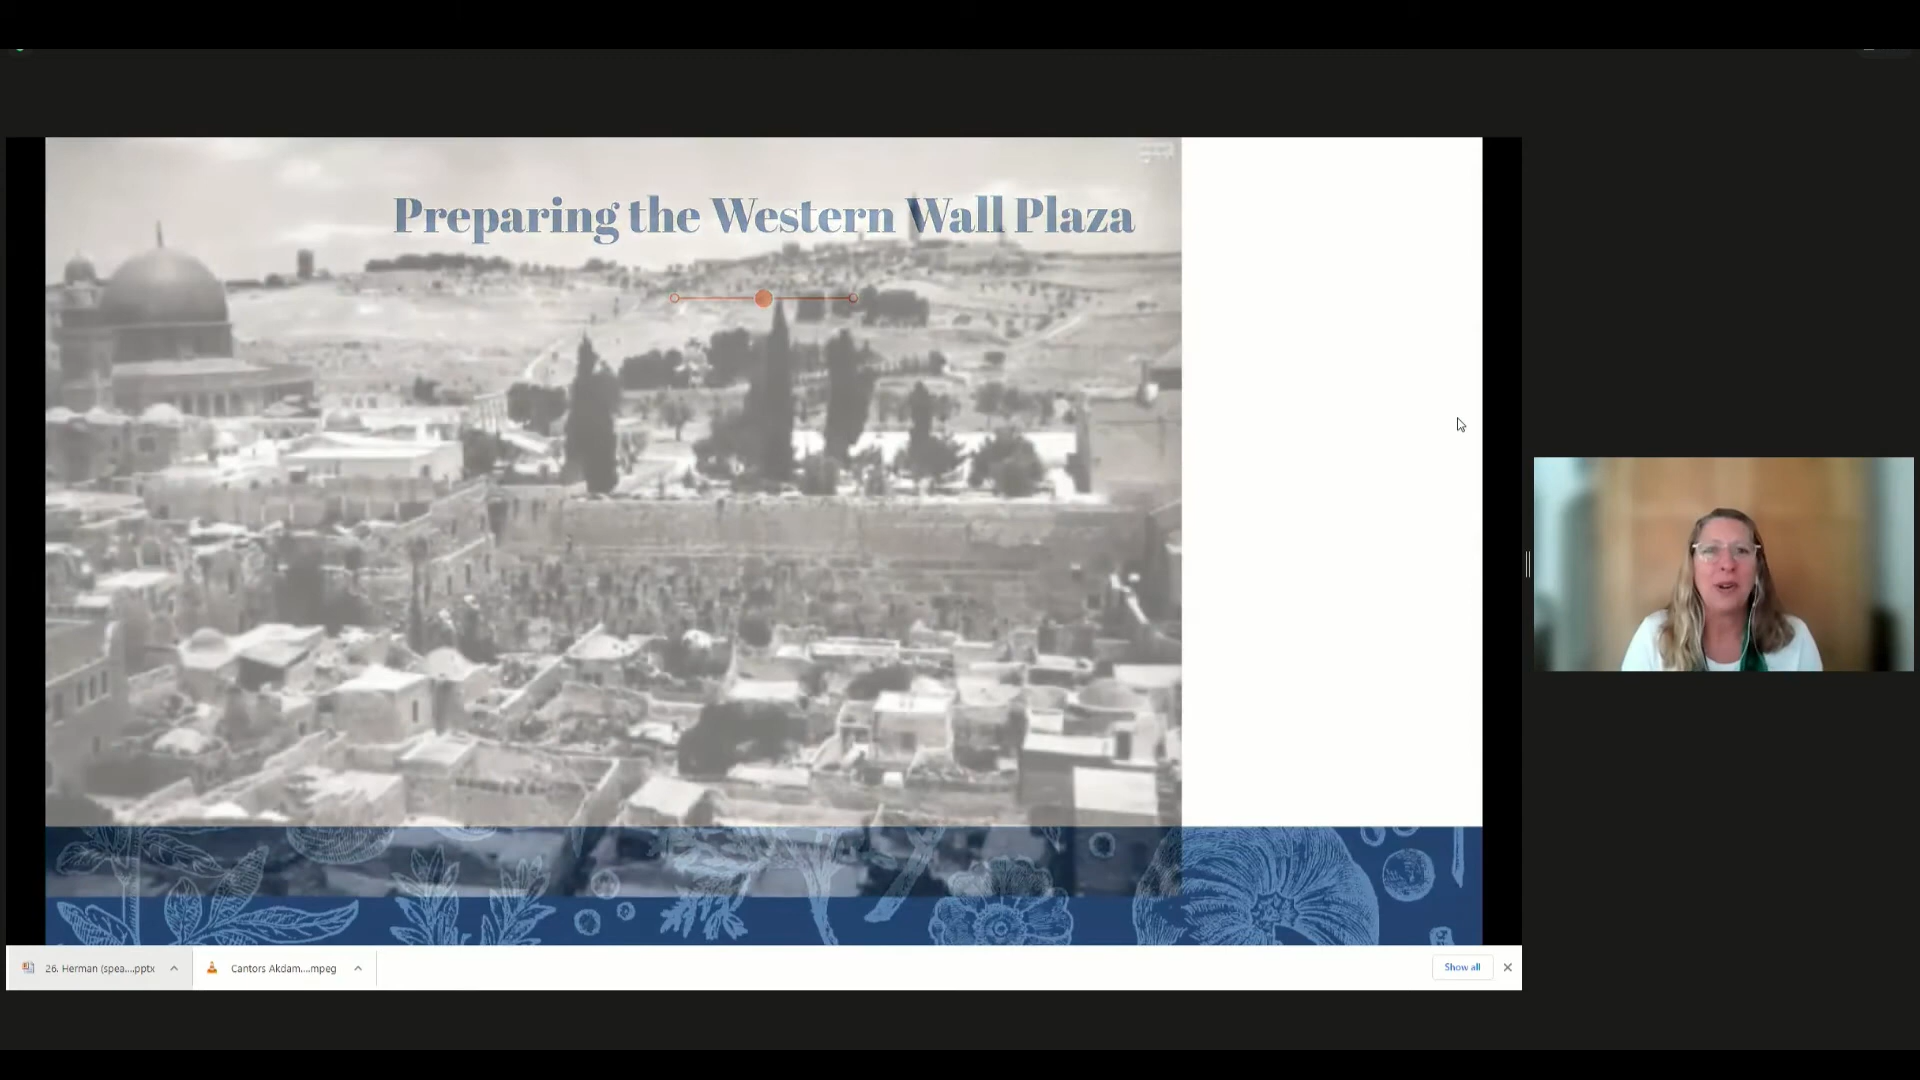 Preparing the Western Wall Plaza
26. Herman (spea....pptx
Cantors Akdam....mpeg
Show all